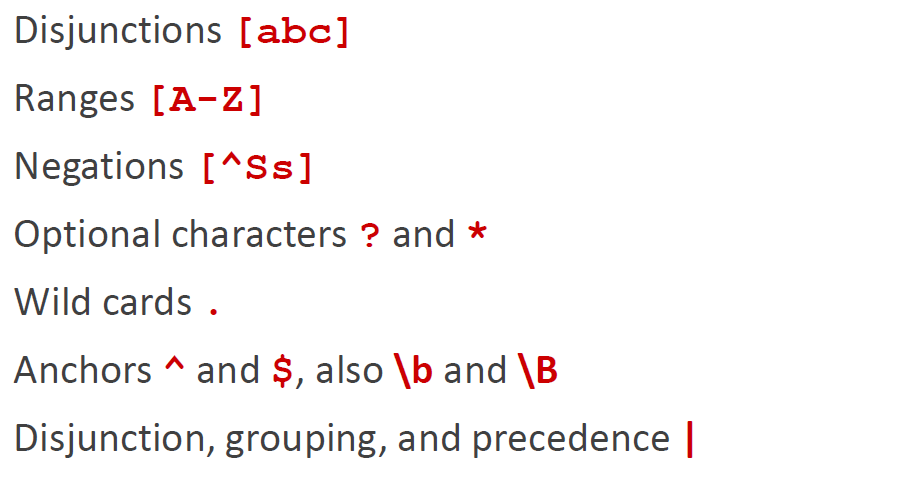 Disjunctions [abc]
Ranges [A-Z]
Negations [^Ss]
Optional characters ? and *
Wild cards .
Anchors ^ and $, also \b and \B
Disjunction, grouping, and precedence |